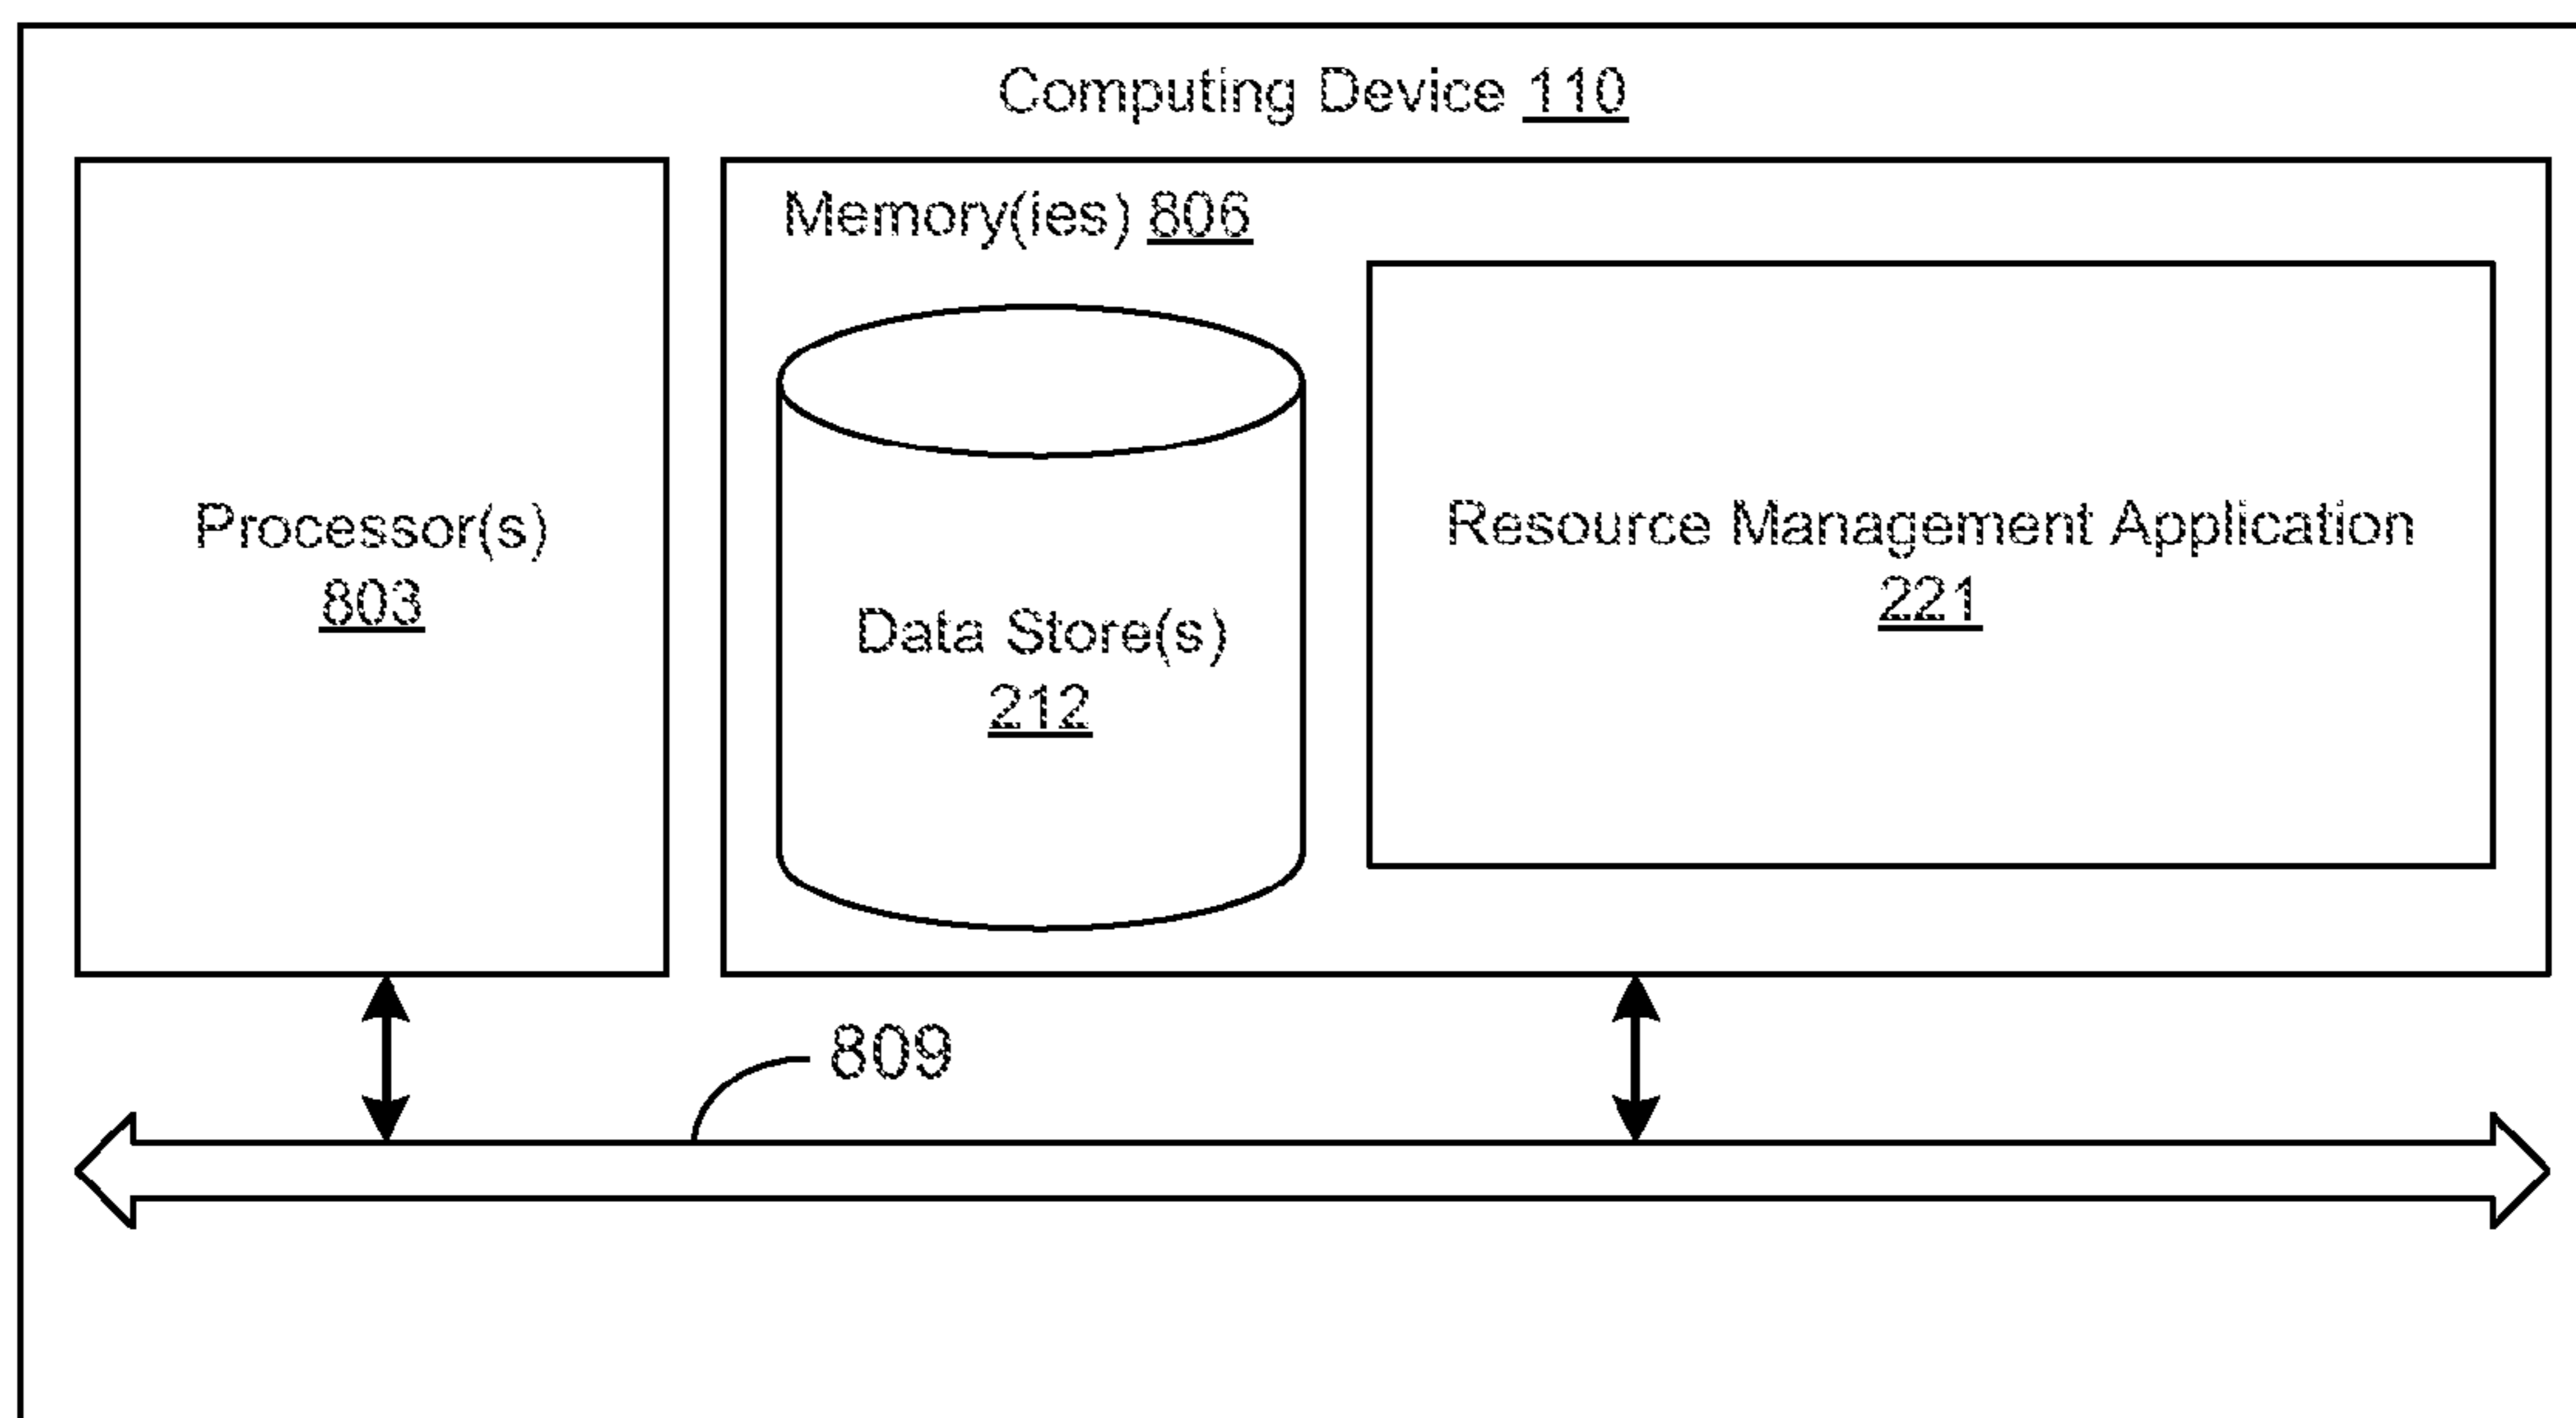 Computing Device 110
Memory(ies) 806
Processor(s)
803
Data Store(s)
212
Resource Management Application
221
809